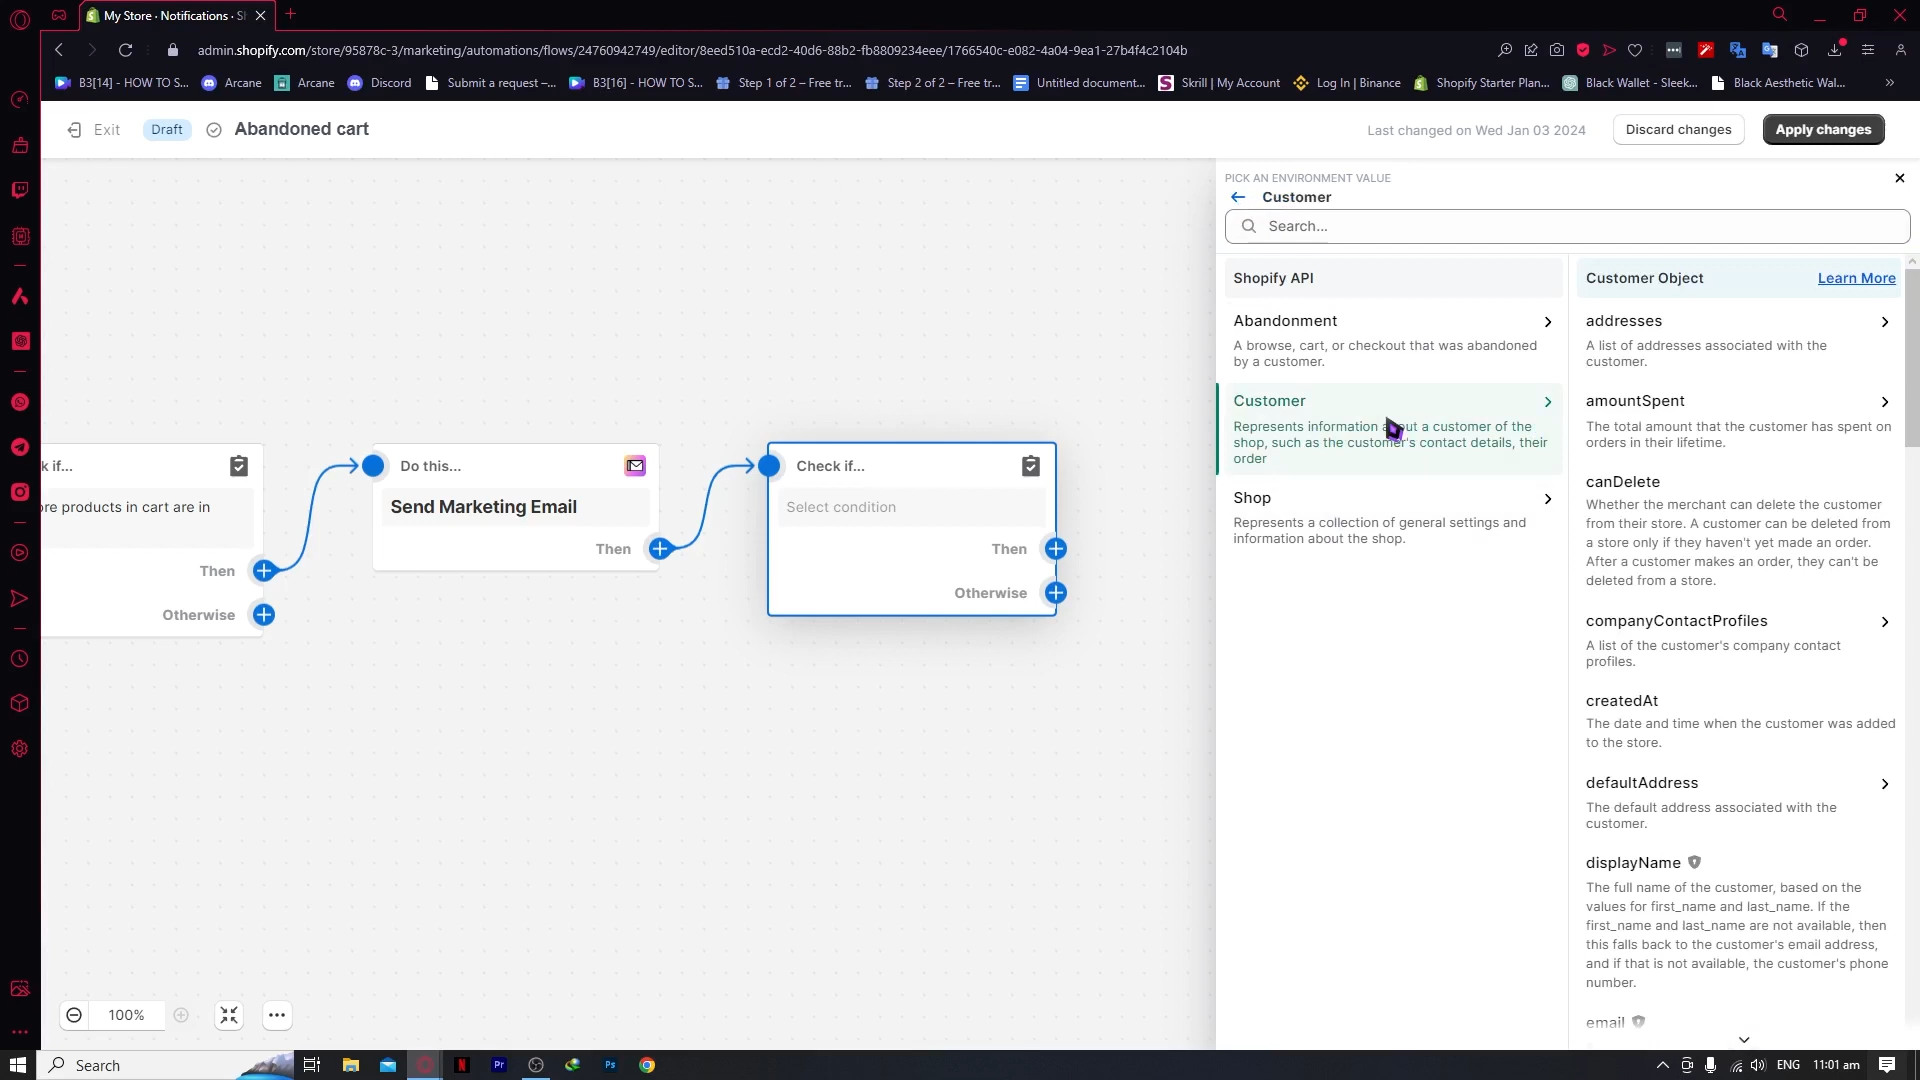 My Store · Notifications · S
admin.shopify.com/store/95878c-3/marketing/automations/flows/24760942749/editor/8eed510a-ecd2-40d6-88b2-fb8809234eee/1766540c-e082-4a04-9ea1-27b4f4c2104b
B3[14] - HOW TO S...
Arcane
Arcane
Discord
Submit a request –...
B3[16] - HOW TO S...
Step 1 of 2 – Free tr...
Step 2 of 2 – Free tr...
Untitled document...
Skrill | My Account
Log In | Binance
Shopify Starter Plan...
Black Wallet - Sleek...
Black Aesthetic Wal...
Exit
Draft
Abandoned cart
Last changed on Wed Jan 03 2024
Discard changes
Apply changes
k if...
ore products in cart are in
Then
Otherwise
Do this...
Send Marketing Email
Then
Check if...
Select condition
Then
Otherwise
100%
PICK AN ENVIRONMENT VALUE
Customer
Search...
Shopify API
Abandonment
A browse, cart, or checkout that was abandoned
by a customer.
Customer
Represents information about a customer of the
shop, such as the customer's contact details, their
order
Shop
Represents a collection of general settings and
information about the shop.
Customer Object
Learn More
addresses
A list of addresses associated with the
customer.
amountSpent
The total amount that the customer has spent on
orders in their lifetime.
canDelete
Whether the merchant can delete the customer
from their store. A customer can be deleted from
a store only if they haven't yet made an order.
After a customer makes an order, they can't be
deleted from a store.
companyContactProfiles
A list of the customer's company contact
profiles.
createdAt
The date and time when the customer was added
to the store.
defaultAddress
The default address associated with the
customer.
displayName
The full name of the customer, based on the
values for first_name and last_name. If the
first_name and last_name are not available, then
this falls back to the customer's email address,
and if that is not available, the customer's phone
number.
email
Search
N
Pr
Ps
ENG
11:01 am